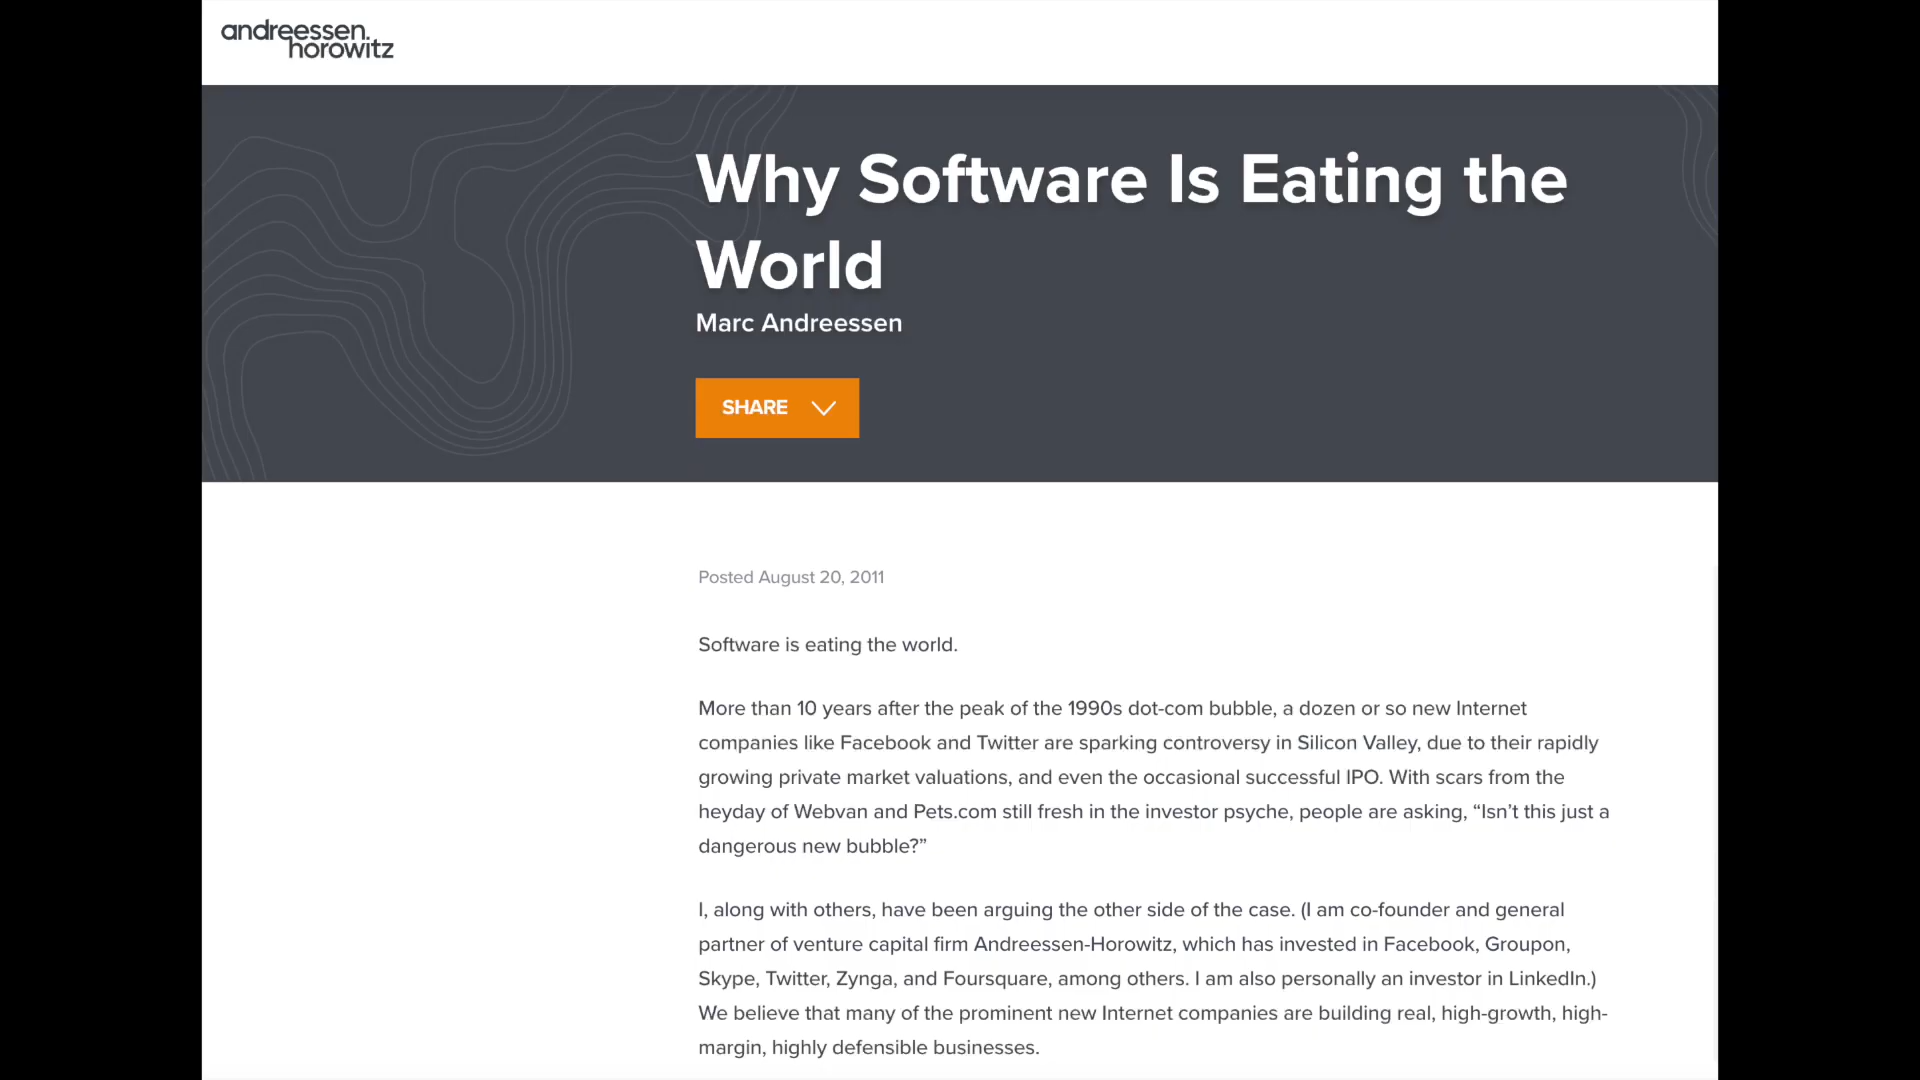 andreessen.
horowitz
Why Software Is Eating the
World
Marc Andreessen
SHARE
Posted August 20, 2011
Software is eating the world.
More than 10 years after the peak of the 1990s dot-com bubble, a dozen or so new Internet
companies like Facebook and Twitter are sparking controversy in Silicon Valley, due to their rapidly
growing private market valuations, and even the occasional successful IPO. With scars from the
heyday of Webvan and Pets.com still fresh in the investor psyche, people are asking, “Isn’t this just a
dangerous new bubble?”
I, along with others, have been arguing the other side of the case. (I am co-founder and general
partner of venture capital firm Andreessen-Horowitz, which has invested in Facebook, Groupon,
Skype, Twitter, Zynga, and Foursquare, among others. I am also personally an investor in LinkedIn.)
We believe that many of the prominent new Internet companies are building real, high-growth, high-
margin, highly defensible businesses.